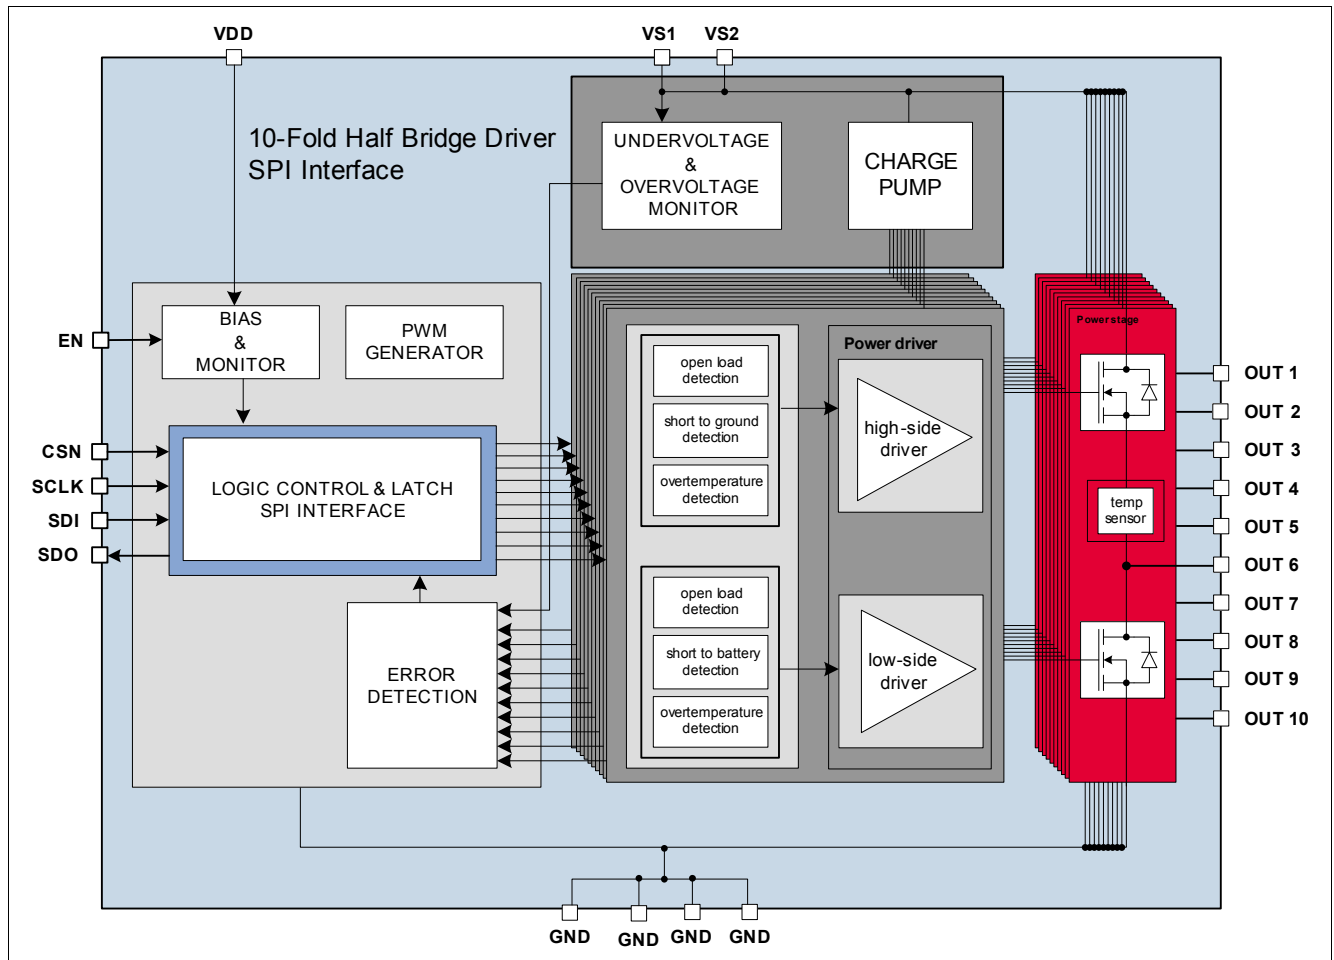 VDD
VS1
VS2
10-Fold Half Bridge Driver
SPI Interface
UNDERVOLTAGE
&
OVERVOLTAGE
MONITOR
CHARGE
PUMP
EN
BIAS
&
MONITOR
PWM
GENERATOR
CSN
SCLK
SDI
SDO
LOGIC CONTROL & LATCH
SPI INTERFACE
ERROR
DETECTION
open load
detection
short to ground
detection
overtemperature
detection
open load
detection
short to battery
detection
overtemperature
detection
Power driver
high-side
driver
low-side
driver
Power stage
temp
sensor
OUT 1
OUT 2
OUT 3
OUT 4
OUT 5
OUT 6
OUT 7
OUT 8
OUT 9
OUT 10
GND
GND
GND
GND